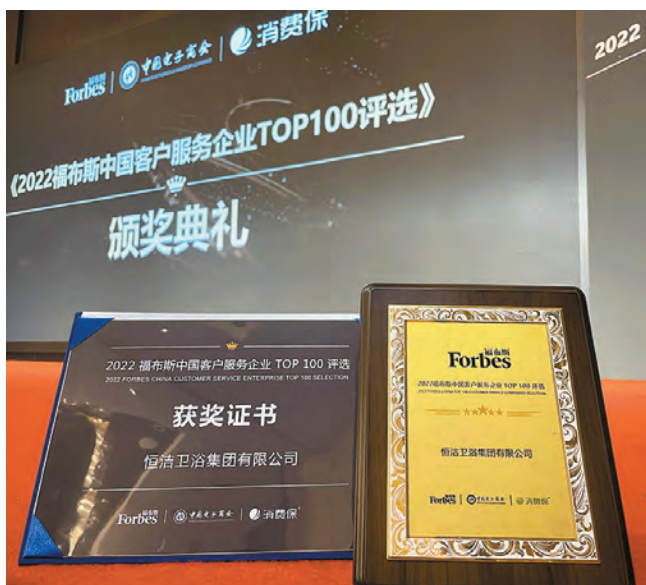 福布斯
Forbes
中国电子商会
消费保
《2022福布斯中国客户服务企业TOP100评选》
颁奖典礼
2022
2022 福布斯中国客户服务企业 TOP 100 评选
2022 FORBES CHINA CUSTOMER SERVICE ENTERPRISE TOP 100 SELECTION
获奖证书
恒洁卫浴集团有限公司
福布斯
Forbes
中国电子商会
消费保
福布斯
Forbes
2022福布斯中国客户服务企业 TOP 100 评选
恒洁卫浴集团有限公司
福布斯
Forbes
中国电子商会
消费保